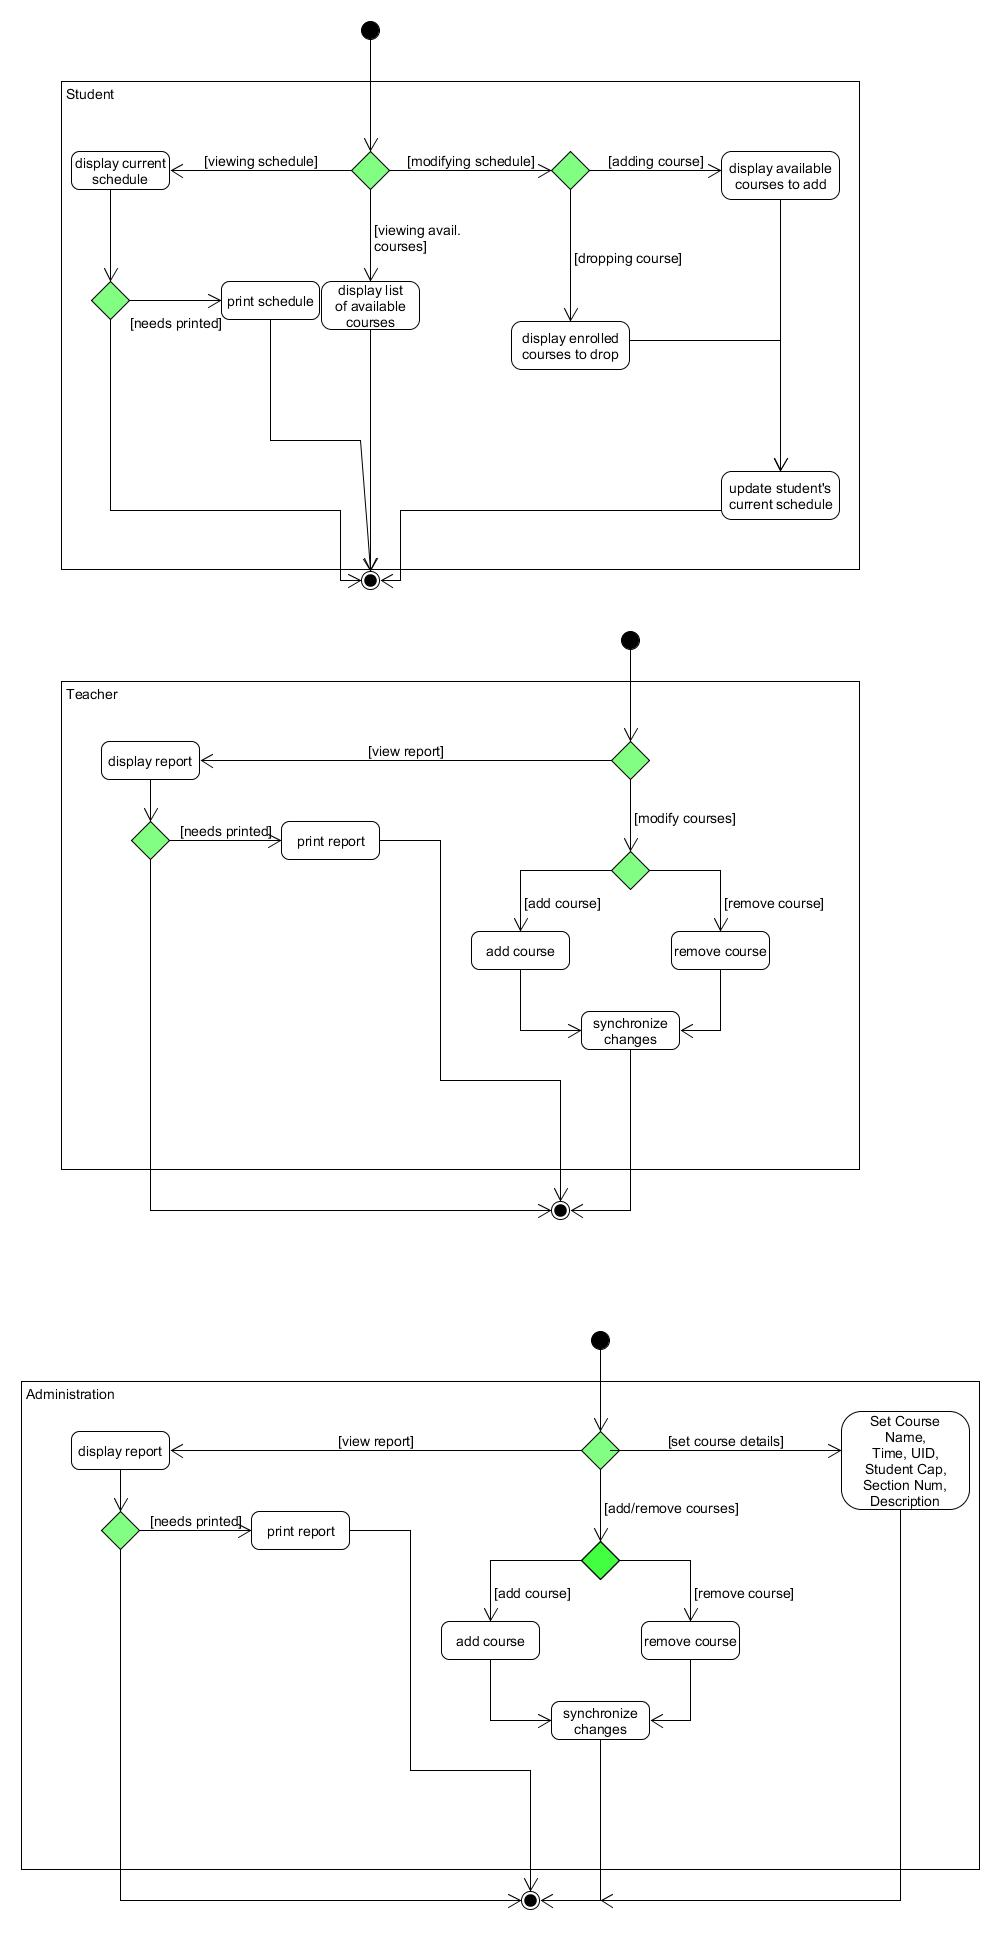 Student
display current
schedule
[viewing schedule]
[modifying schedule]
[adding course]
display available
courses to add
[viewing avail.
courses]
[dropping course]
print schedule
[needs printed]
display list
of available
courses
display enrolled
courses to drop
update student's
current schedule
Teacher
display report
[view report]
[modify courses]
[needs printed]
print report
[add course]
[remove course]
add course
remove course
synchronize
changes
Administration
display report
[view report]
[set course details]
Set Course
Name,
Time, UID,
Student Cap,
Section Num,
Description
[add/remove courses]
[needs printed]
print report
[add course]
[remove course]
add course
remove course
synchronize
changes